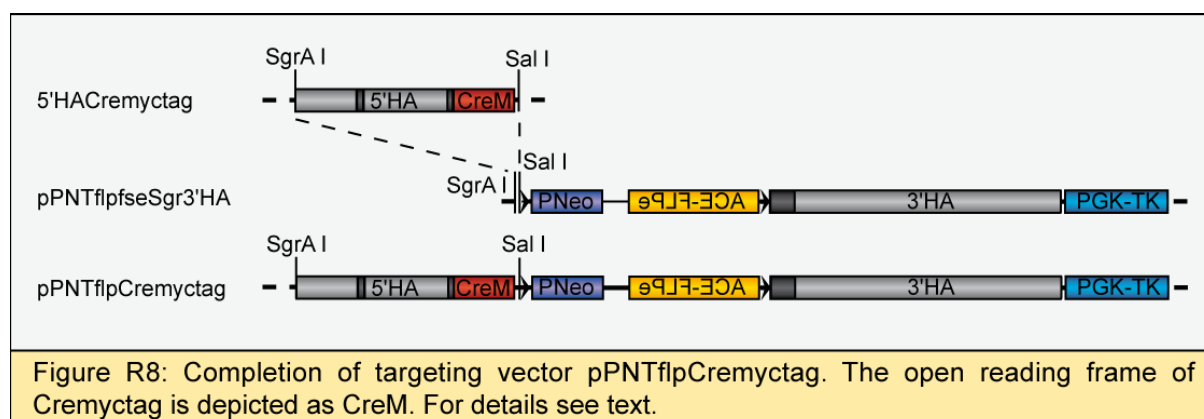 SgrA I Sal I
5'HACremyctag 5'HA CreM
Sal I
SgrA I
pPNTflpfseSgr3'HA PNeo ACE-FLPe 3'HA PGK-TK
SgrA I Sal I
pPNTflpCremyctag 5'HA CreM PNeo ACE-FLPe 3'HA PGK-TK
Figure R8: Completion of targeting vector pPNTflpCremyctag. The open reading frame of
Cremyctag is depicted as CreM. For details see text.